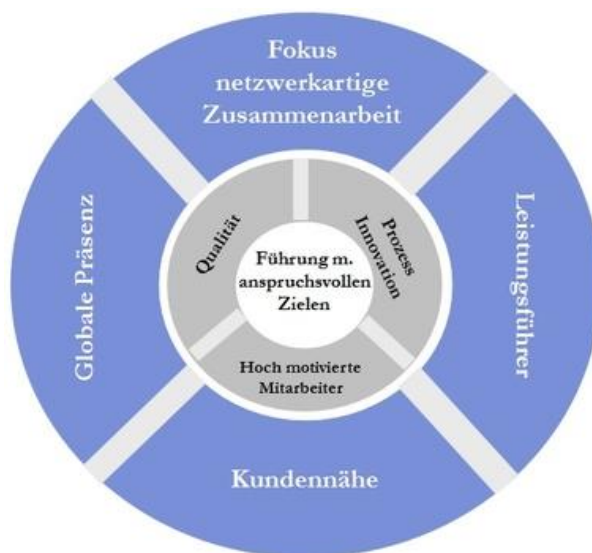 Fokus
netzwerkartige
Zusammenarbeit
Globale Präsenz
Leistungsführer
Qualität
Prozess
Innovation
Führung m.
anspruchsvollen
Zielen
Hoch motivierte
Mitarbeiter
Kundennähe